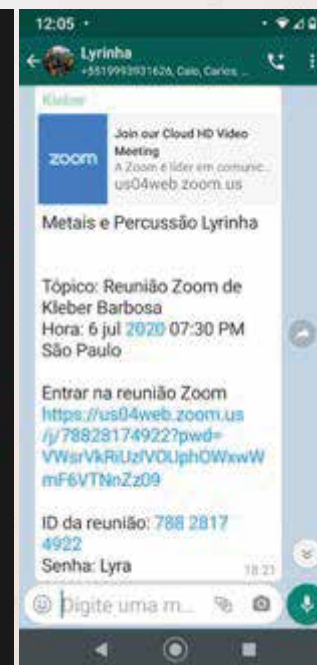 12:05
Lyrinha
+5519993931626, Caio, Carlos, ...
Kleber
zoom
Join our Cloud HD Video
Meeting
A Zoom é líder em comunic...
us04web.zoom.us
Metais e Percussão Lyrinha
Tópico: Reunião Zoom de
Kleber Barbosa
Hora: 6 jul 2020 07:30 PM
São Paulo
Entrar na reunião Zoom
https://us04web.zoom.us
/j/78828174922?pwd=
mF6VTNnZz09
ID da reunião: 788 2817
4922
Senha: Lyra
18:21
Digite uma m...